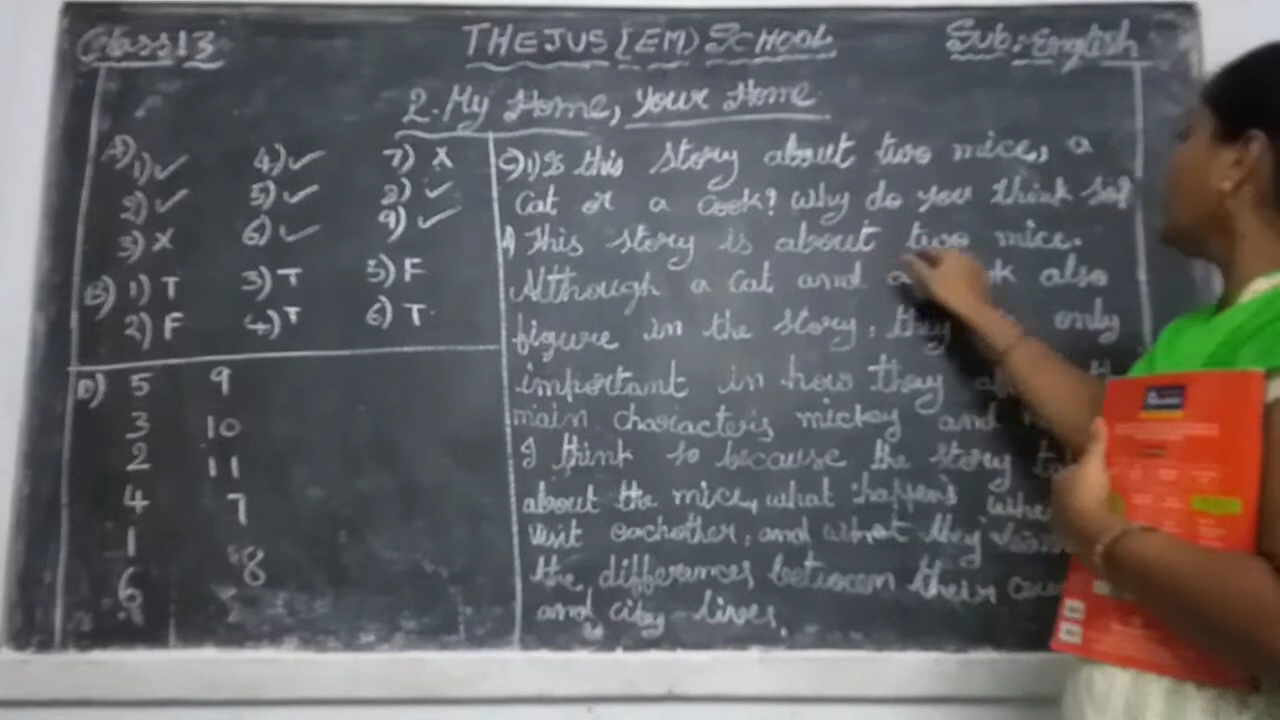 Class:3
THEJUS (EM) SCHOOL
Sub: English
2. My Home, Your Home
A)
1) ✓ 4) ✓ 7) X
2) ✓ 5) ✓ 8) ✓
3) X 6) ✓ 9) ✓
B) 1) T 3) T 5) F
2) F 4) T 6) T
D) 5 9
3 10
2 11
4 7
1
6 8
C) 1) Is this story about two mice, a
Cat or a cook? Why do you think so?
A) This story is about two mice.
Although a cat and a also
figure in the story, they only
important in how they
main characters mickey and
I think so because the story
about the mice, what happens
visit eachother, and what they
the differences between their
and city-lives.